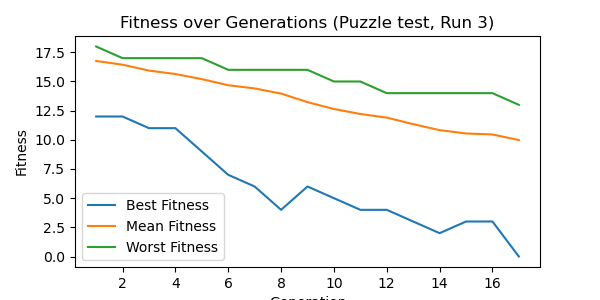 Fitness over Generations (Puzzle test, Run 3)
Fitness
17.5
15.0
12.5
10.0
7.5
5.0
2.5
0.0
Best Fitness
Mean Fitness
Worst Fitness
2 4 6 8 10 12 14 16
Generation